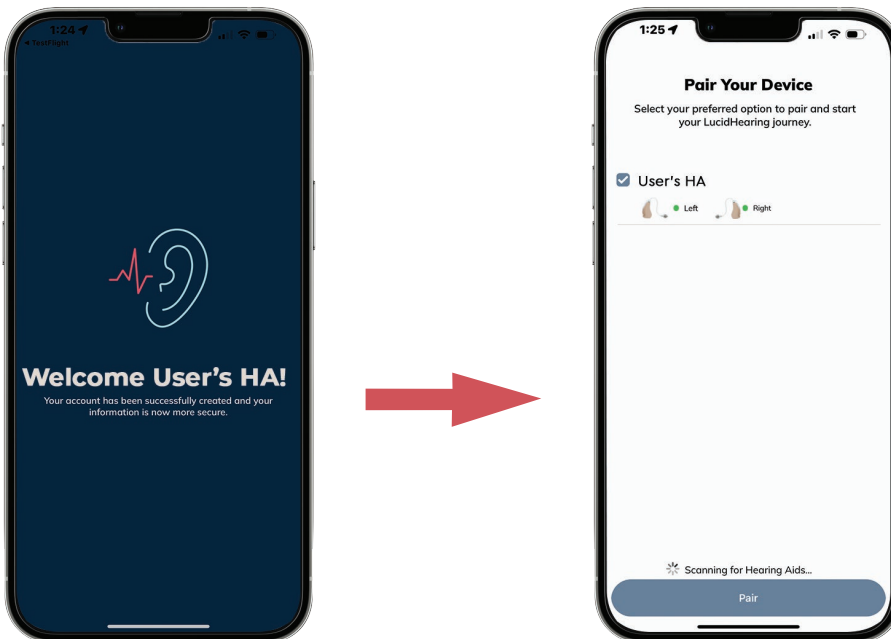 1:24
◀ TestFlight
Welcome User's HA!
Your account has been successfully created and your
information is now more secure.
1:25
Pair Your Device
Select your preferred option to pair and start
your LucidHearing journey.
User's HA
Left Right
Scanning for Hearing Aids...
Pair